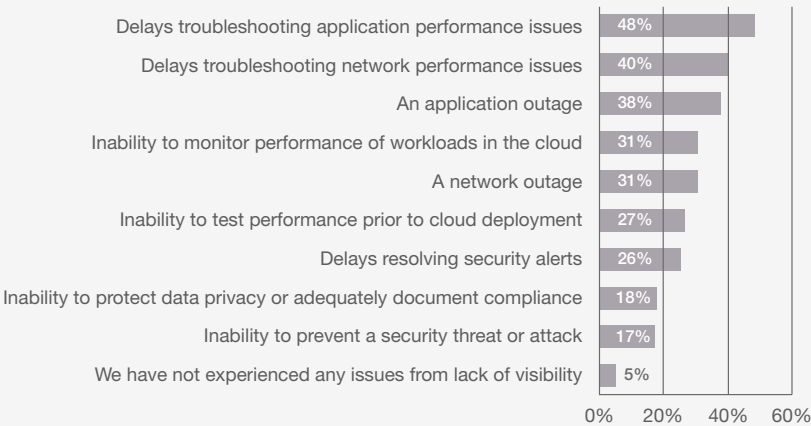 Delays troubleshooting application performance issues 48%
Delays troubleshooting network performance issues 40%
An application outage 38%
Inability to monitor performance of workloads in the cloud 31%
A network outage 31%
Inability to test performance prior to cloud deployment 27%
Delays resolving security alerts 26%
Inability to protect data privacy or adequately document compliance 18%
Inability to prevent a security threat or attack 17%
We have not experienced any issues from lack of visibility 5%
0% 20% 40% 60%